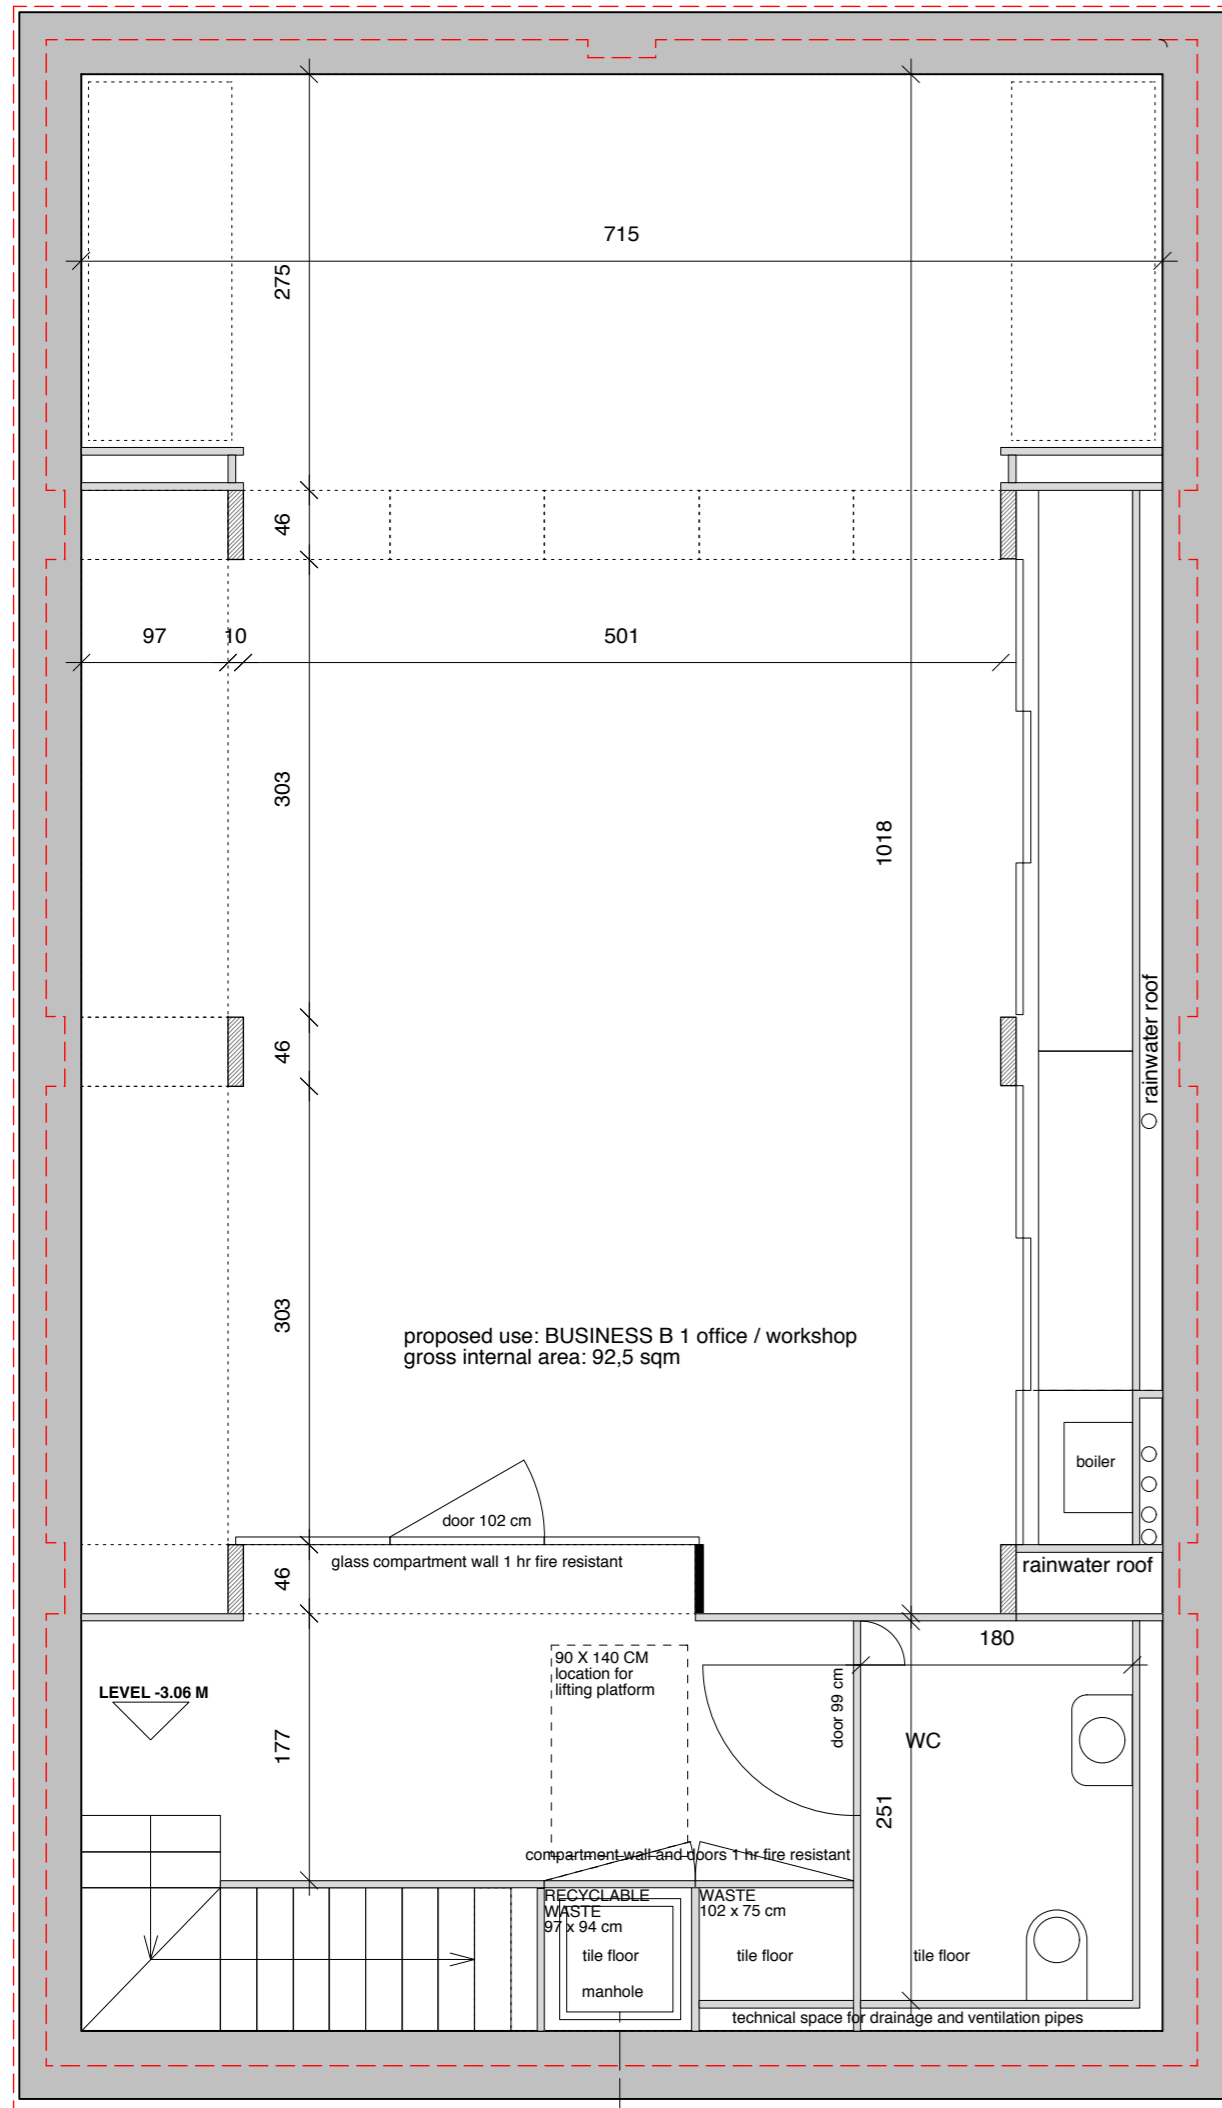 715
275
46
97
10
501
303
1018
rainwater roof
46
303
proposed use: BUSINESS B 1 office / workshop
gross internal area: 92,5 sqm
boiler
door 102 cm
glass compartment wall 1 hr fire resistant
46
rainwater roof
180
90 X 140 CM
location for
lifting platform
door 99 cm
LEVEL -3.06 M
WC
177
251
compartment wall and doors 1 hr fire resistant
RECYCLABLE
WASTE
97 x 94 cm
WASTE
102 x 75 cm
tile floor
tile floor
tile floor
manhole
technical space for drainage and ventilation pipes